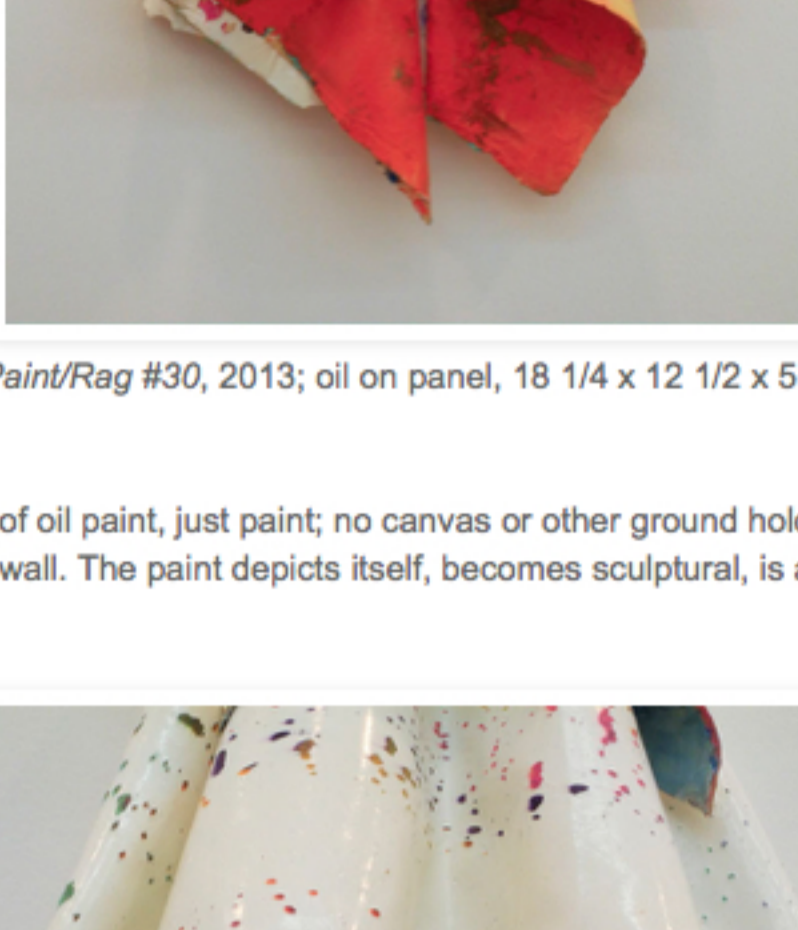 Paint/Rag #30, 2013; oil on panel, 18 1/4 x 12 1/2 x 5
of oil paint, just paint; no canvas or other ground hold
wall. The paint depicts itself, becomes sculptural, is a